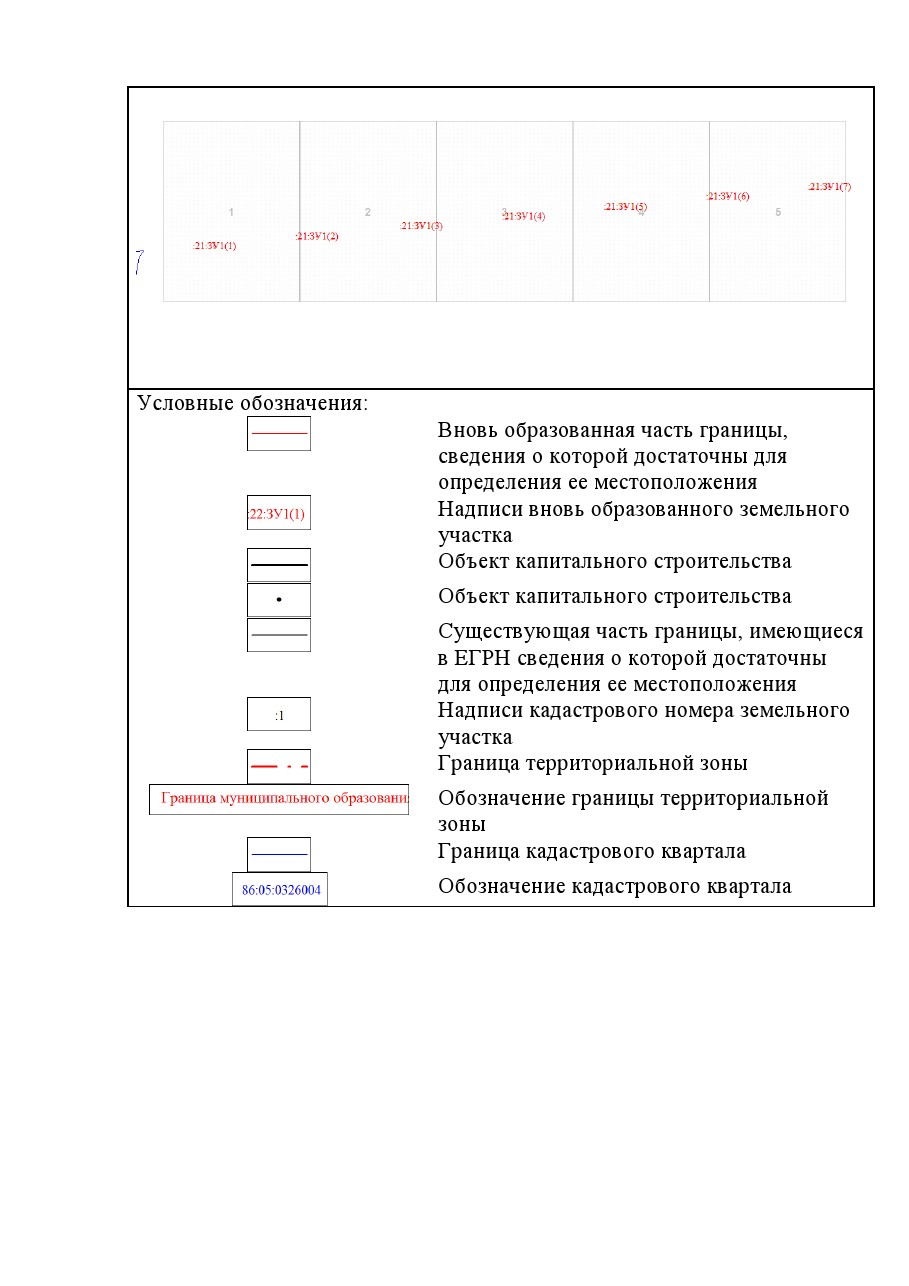 :21:ЗУ1(7)
:21:ЗУ1(6)
:21:ЗУ1(5)
1 2 3 4 5
:21:ЗУ1(4)
:21:ЗУ1(3)
:21:ЗУ1(2)
:21:ЗУ1(1)
7
Условные обозначения:
Вновь образованная часть границы,
сведения о которой достаточны для
определения ее местоположения
:22:ЗУ1(1) Надписи вновь образованного земельного
участка
Объект капитального строительства
Объект капитального строительства
Существующая часть границы, имеющиеся
в ЕГРН сведения о которой достаточны
для определения ее местоположения
:1 Надписи кадастрового номера земельного
участка
Граница территориальной зоны
Граница муниципального образования Обозначение границы территориальной
зоны
Граница кадастрового квартала
86:05:0326004 Обозначение кадастрового квартала